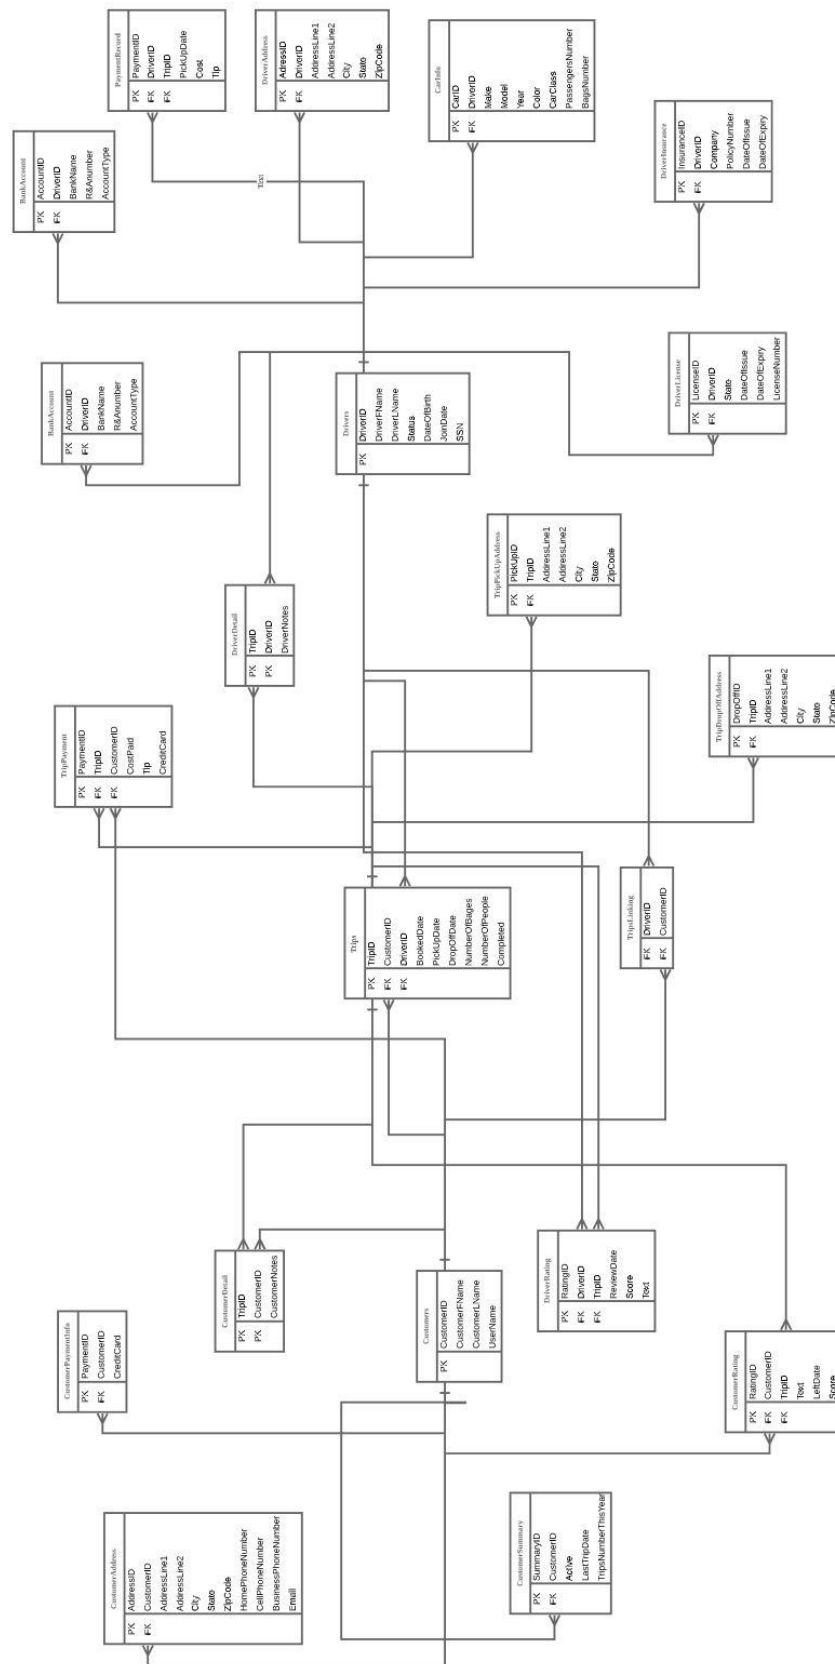 BankAccount
PK AccountID
FK DriverID
BankName
R&Anumber
AccountType
BankAccount
PK AccountID
FK DriverID
BankName
R&Anumber
AccountType
CustomerPaymentInfo
PK PaymentID
FK CustomerID
CreditCard
TripPayment
PK PaymentID
FK TripID
FK CustomerID
CostPaid
Tip
CreditCard
CustomerAddress
PK AddressID
FK CustomerID
AddressLine1
AddressLine2
City
State
ZipCode
HomePhoneNumber
CellPhoneNumber
BusinessPhoneNumber
Email
PaymentRecord
PK PaymentID
FK DriverID
FK TripID
PickUpDate
Cost
Tip
CustomerDetail
PK TripID
PK CustomerID
CustomerNotes
DriverDetail
PK TripID
PK DriverID
DriverNotes
Text
DriverAddress
PK AdressID
FK DriverID
AddressLine1
AddressLine2
City
State
ZipCode
Trips
PK TripID
FK CustomerID
FK DriverID
BookedDate
PickUpDate
DropOffDate
NumberOfBages
NumberOfPeople
Completed
Drivers
PK DriverID
DriverFName
DriverLName
Status
DateOfBirth
JoinDate
SSN
Customers
PK CustomerID
CustomerFName
CustomerLName
UserName
CarInfo
PK CarID
FK DriverID
Make
Model
Year
Color
CarClass
PassengersNumber
BagsNumber
TripPickUpAddress
PK PickUpID
FK TripID
AddressLine1
AddressLine2
City
State
ZipCode
CustomerSummary
PK SummaryID
FK CustomerID
Active
LastTripDate
TripsNumberThisYear
DriverRating
PK RatingID
FK DriverID
FK TripID
ReviewDate
Score
Text
TripsLinking
FK DriverID
FK CustomerID
DriverInsurance
PK InsuranceID
FK DriverID
Company
PolicyNumber
DateOfIssue
DateOfExpiry
DriverLicense
PK LicenseID
FK DriverID
State
DateOfIssue
DateOfExpiry
LicenseNumber
TripDropOffAddress
PK DropOffID
FK TripID
AddressLine1
AddressLine2
City
State
ZipCode
CustomerRating
PK RatingID
FK CustomerID
FK TripID
Text
LeftDate
Score